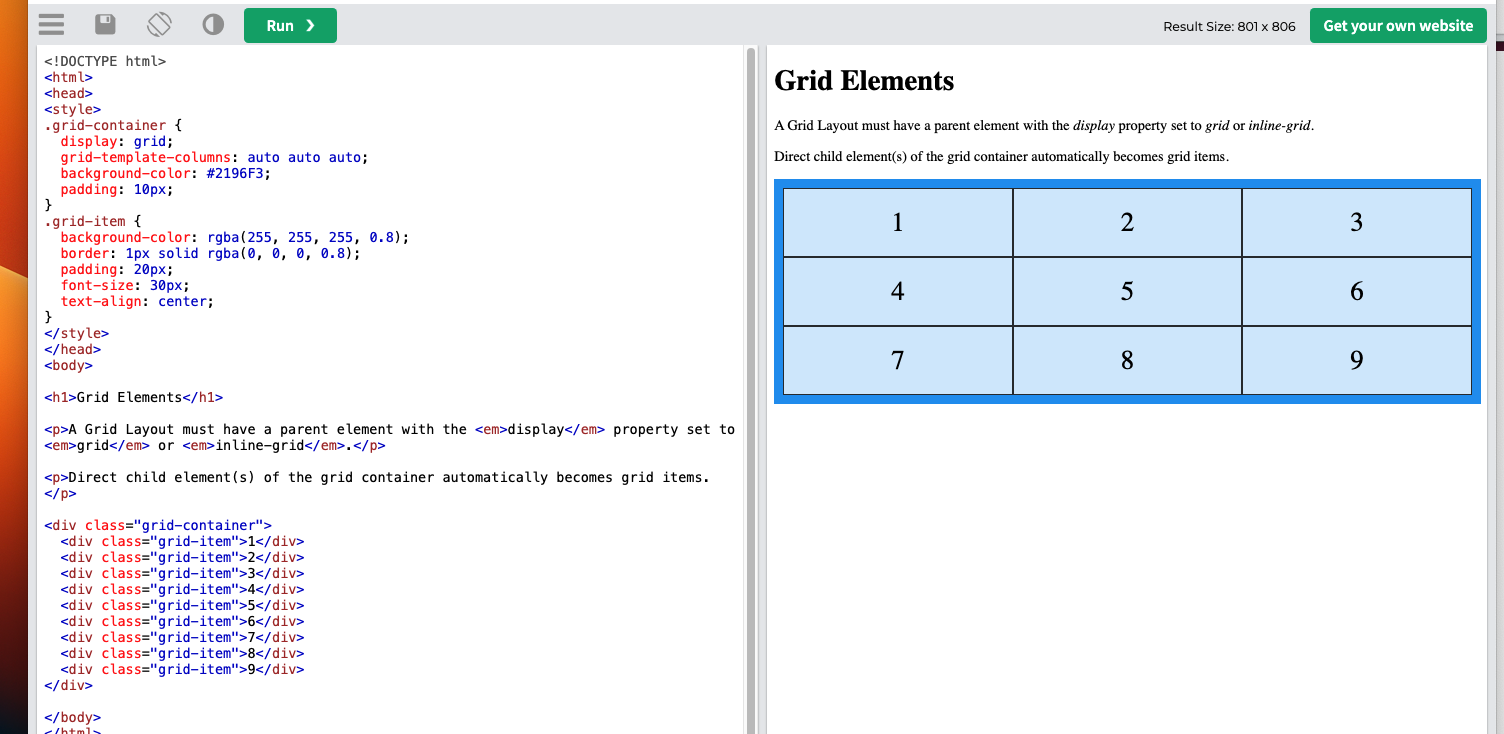 Run ❯
Result Size: 801 x 806
Get your own website
<!DOCTYPE html>
<html>
<head>
<style>
.grid-container {
  display: grid;
  grid-template-columns: auto auto auto;
  background-color: #2196F3;
  padding: 10px;
}
.grid-item {
  background-color: rgba(255, 255, 255, 0.8);
  border: 1px solid rgba(0, 0, 0, 0.8);
  padding: 20px;
  font-size: 30px;
  text-align: center;
}
</style>
</head>
<body>
<h1>Grid Elements</h1>
<p>A Grid Layout must have a parent element with the <em>display</em> property set to
<em>grid</em> or <em>inline-grid</em>.</p>
<p>Direct child element(s) of the grid container automatically becomes grid items.
</p>
<div class="grid-container">
  <div class="grid-item">1</div>
  <div class="grid-item">2</div>
  <div class="grid-item">3</div>
  <div class="grid-item">4</div>
  <div class="grid-item">5</div>
  <div class="grid-item">6</div>
  <div class="grid-item">7</div>
  <div class="grid-item">8</div>
  <div class="grid-item">9</div>
</div>
</body>
</html>
Grid Elements
A Grid Layout must have a parent element with the display property set to grid or inline-grid.
Direct child element(s) of the grid container automatically becomes grid items.
1 2 3
4 5 6
7 8 9